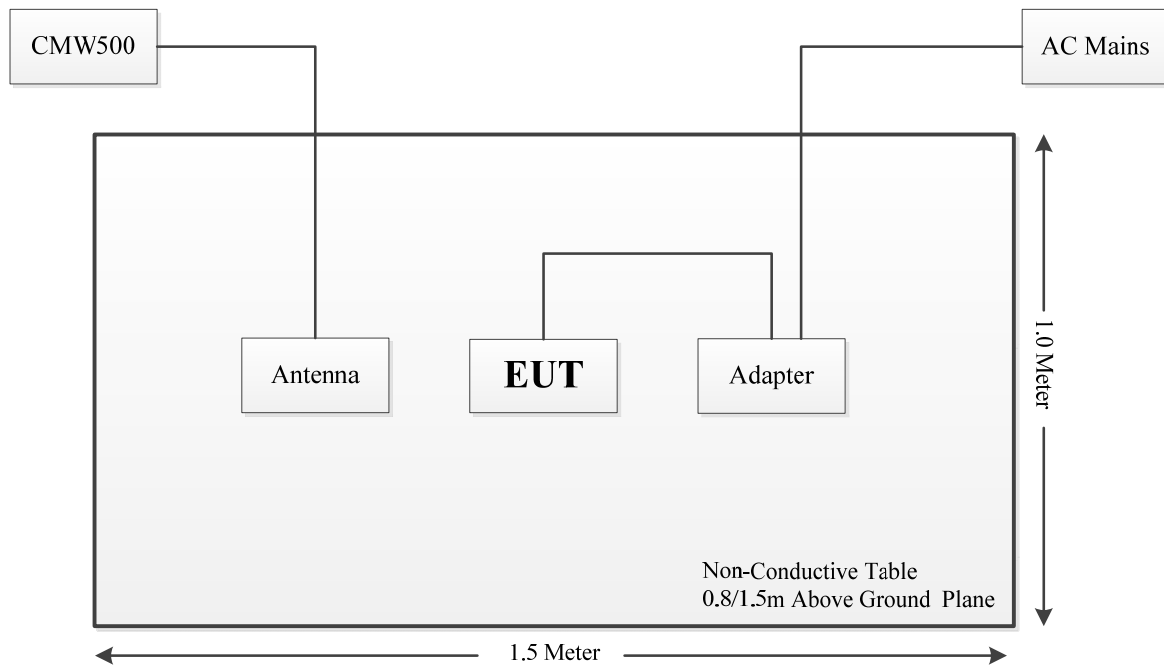 CMW500
AC Mains
Antenna
EUT
Adapter
1.0 Meter
Non-Conductive Table
0.8/1.5m Above Ground Plane
1.5 Meter